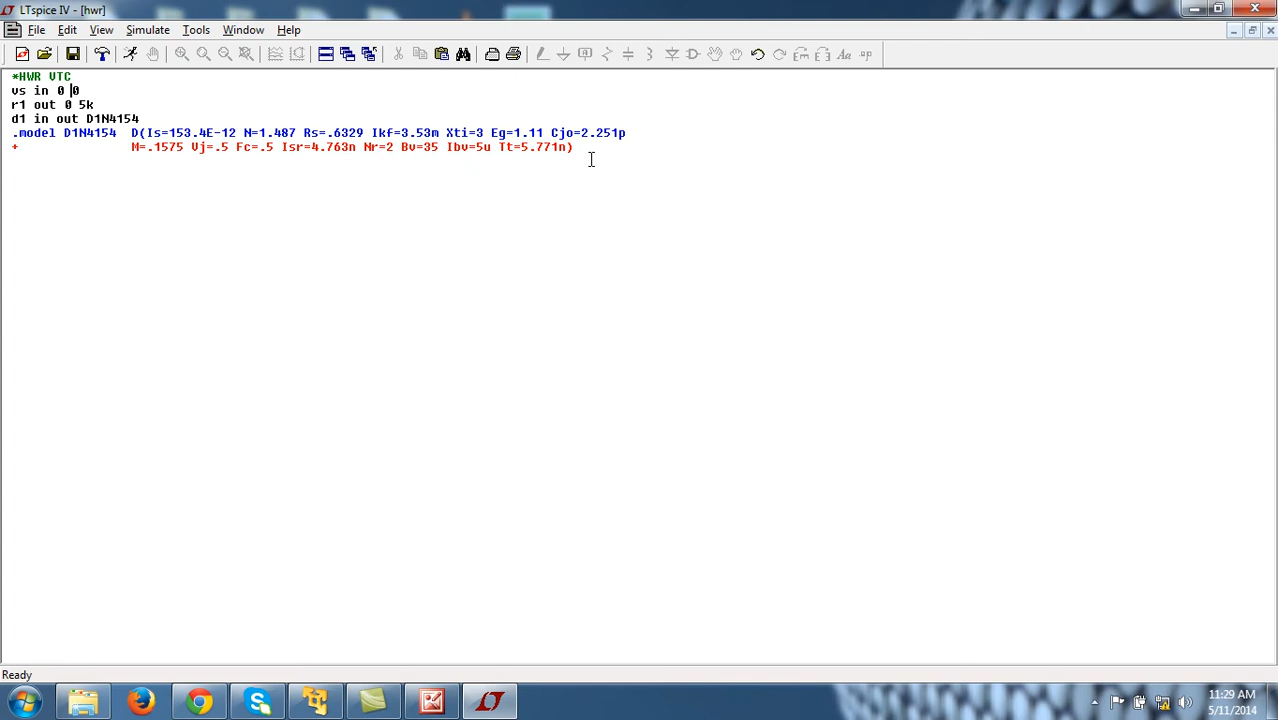 LTspice IV - [hwr]
File Edit View Simulate Tools Window Help
*HWR VTC
vs in 0 0
r1 out 0 5k
d1 in out D1N4154
.model D1N4154 D(Is=153.4E-12 N=1.487 Rs=.6329 Ikf=3.53m Xti=3 Eg=1.11 Cjo=2.251p
+ M=.1575 Vj=.5 Fc=.5 Isr=4.763n Nr=2 Bv=35 Ibv=5u Tt=5.771n)
Ready
11:29 AM
5/11/2014